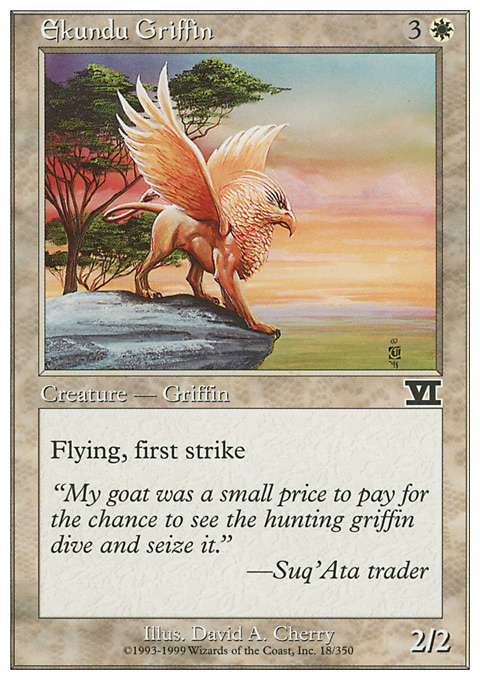 Ekundu Griffin 3
VI
Creature — Griffin
Flying, first strike
“My goat was a small price to pay for
the chance to see the hunting griffin
dive and seize it.”
—Suq’Ata trader
Illus. David A. Cherry
©1993-1999 Wizards of the Coast, Inc. 18/350
2/2